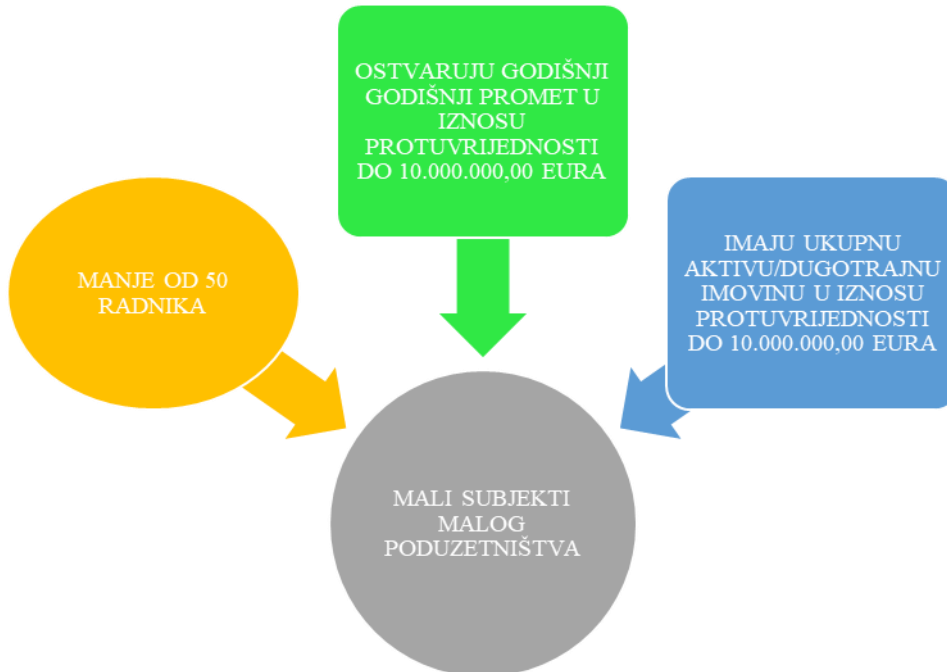 OSTVARUJU GODIŠNJI
GODIŠNJI PROMET U
IZNOSU
PROTUVRIJEDNOSTI
DO 10.000.000,00 EURA
MANJE OD 50
RADNIKA
IMAJU UKUPNU
AKTIVU/DUGOTRAJNU
IMOVINU U IZNOSU
PROTUVRIJEDNOSTI
DO 10.000.000,00 EURA
MALI SUBJEKTI
MALOG
PODUZETNIŠTVA